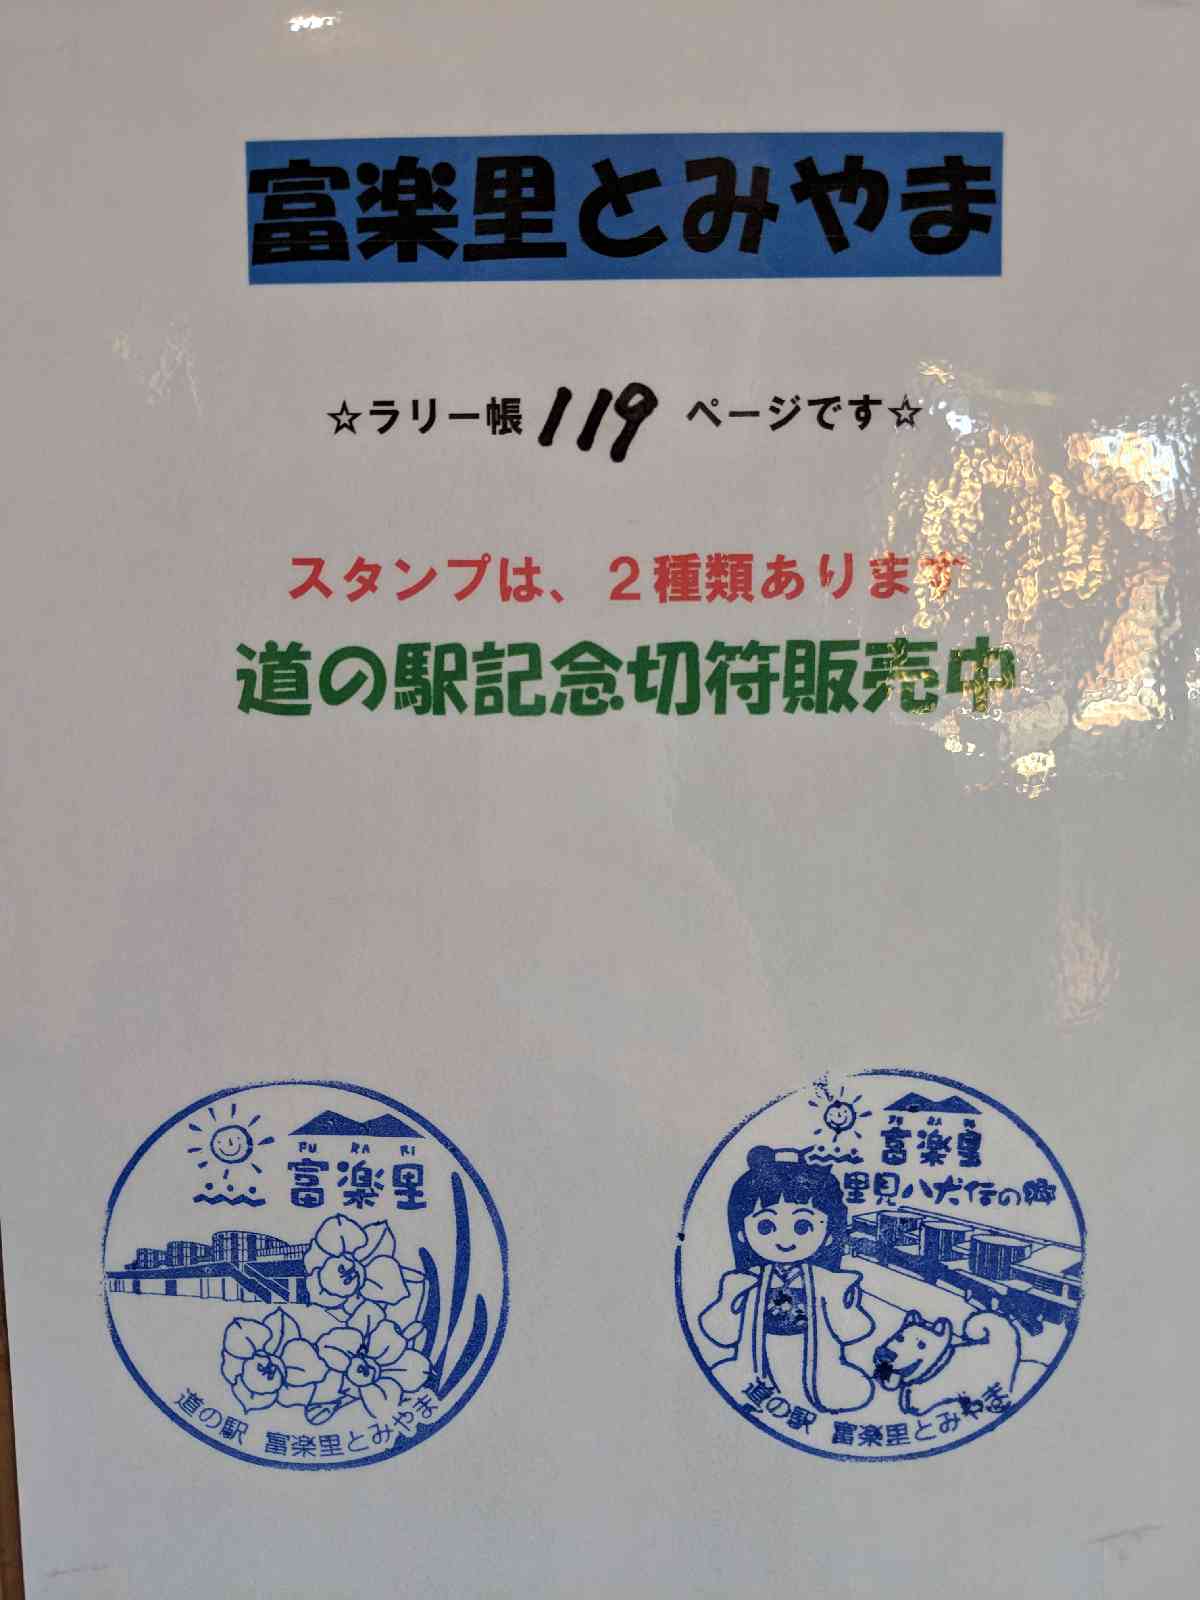 富楽里とみやま
☆ラリー帳 119 ページです☆
スタンプは、2種類あります
道の駅記念切符販売中
FU RA RI
富楽里
道の駅 富楽里とみやま
FU RA RI
富楽里
里見八犬伝の郷
道の駅 富楽里とみやま